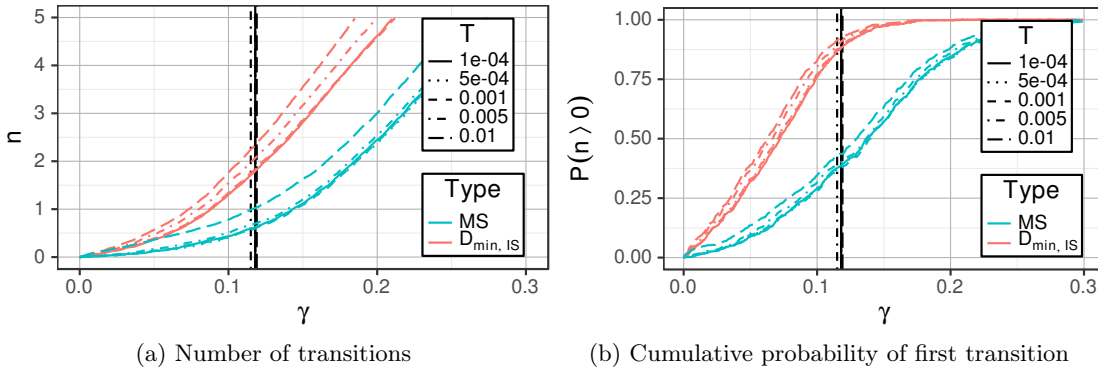 5
4
3
2
1
0
n
0.0
0.1
0.2
0.3
γ
T
1e-04
5e-04
0.001
0.005
0.01
Type
MS
D_min, IS
(a) Number of transitions
1.00
0.75
0.50
0.25
0.00
P(n ⟩ 0)
0.0
0.1
0.2
0.3
γ
T
1e-04
5e-04
0.001
0.005
0.01
Type
MS
D_min, IS
(b) Cumulative probability of first transition